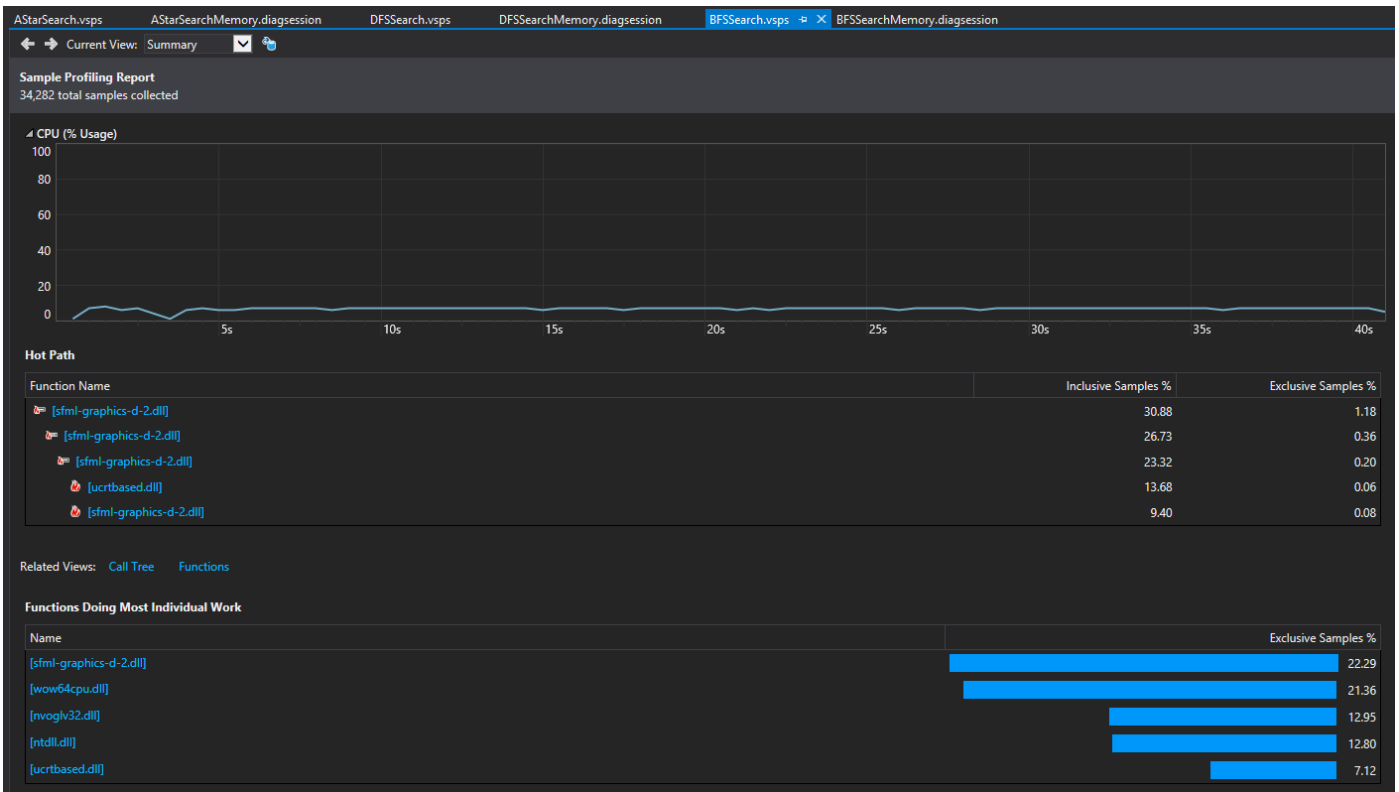 AStarSearch.vsps AStarSearchMemory.diagsession DFSSearch.vsps DFSSearchMemory.diagsession BFSSearch.vsps BFSSearchMemory.diagsession
Current View: Summary
Sample Profiling Report
34,282 total samples collected
CPU (% Usage)
100
80
60
40
20
0
5s 10s 15s 20s 25s 30s 35s 40s
Hot Path
Function Name Inclusive Samples % Exclusive Samples %
[sfml-graphics-d-2.dll] 30.88 1.18
[sfml-graphics-d-2.dll] 26.73 0.36
[sfml-graphics-d-2.dll] 23.32 0.20
[ucrtbased.dll] 13.68 0.06
[sfml-graphics-d-2.dll] 9.40 0.08
Related Views: Call Tree Functions
Functions Doing Most Individual Work
Name Exclusive Samples %
[sfml-graphics-d-2.dll] 22.29
[wow64cpu.dll] 21.36
[nvoglv32.dll] 12.95
[ntdll.dll] 12.80
[ucrtbased.dll] 7.12